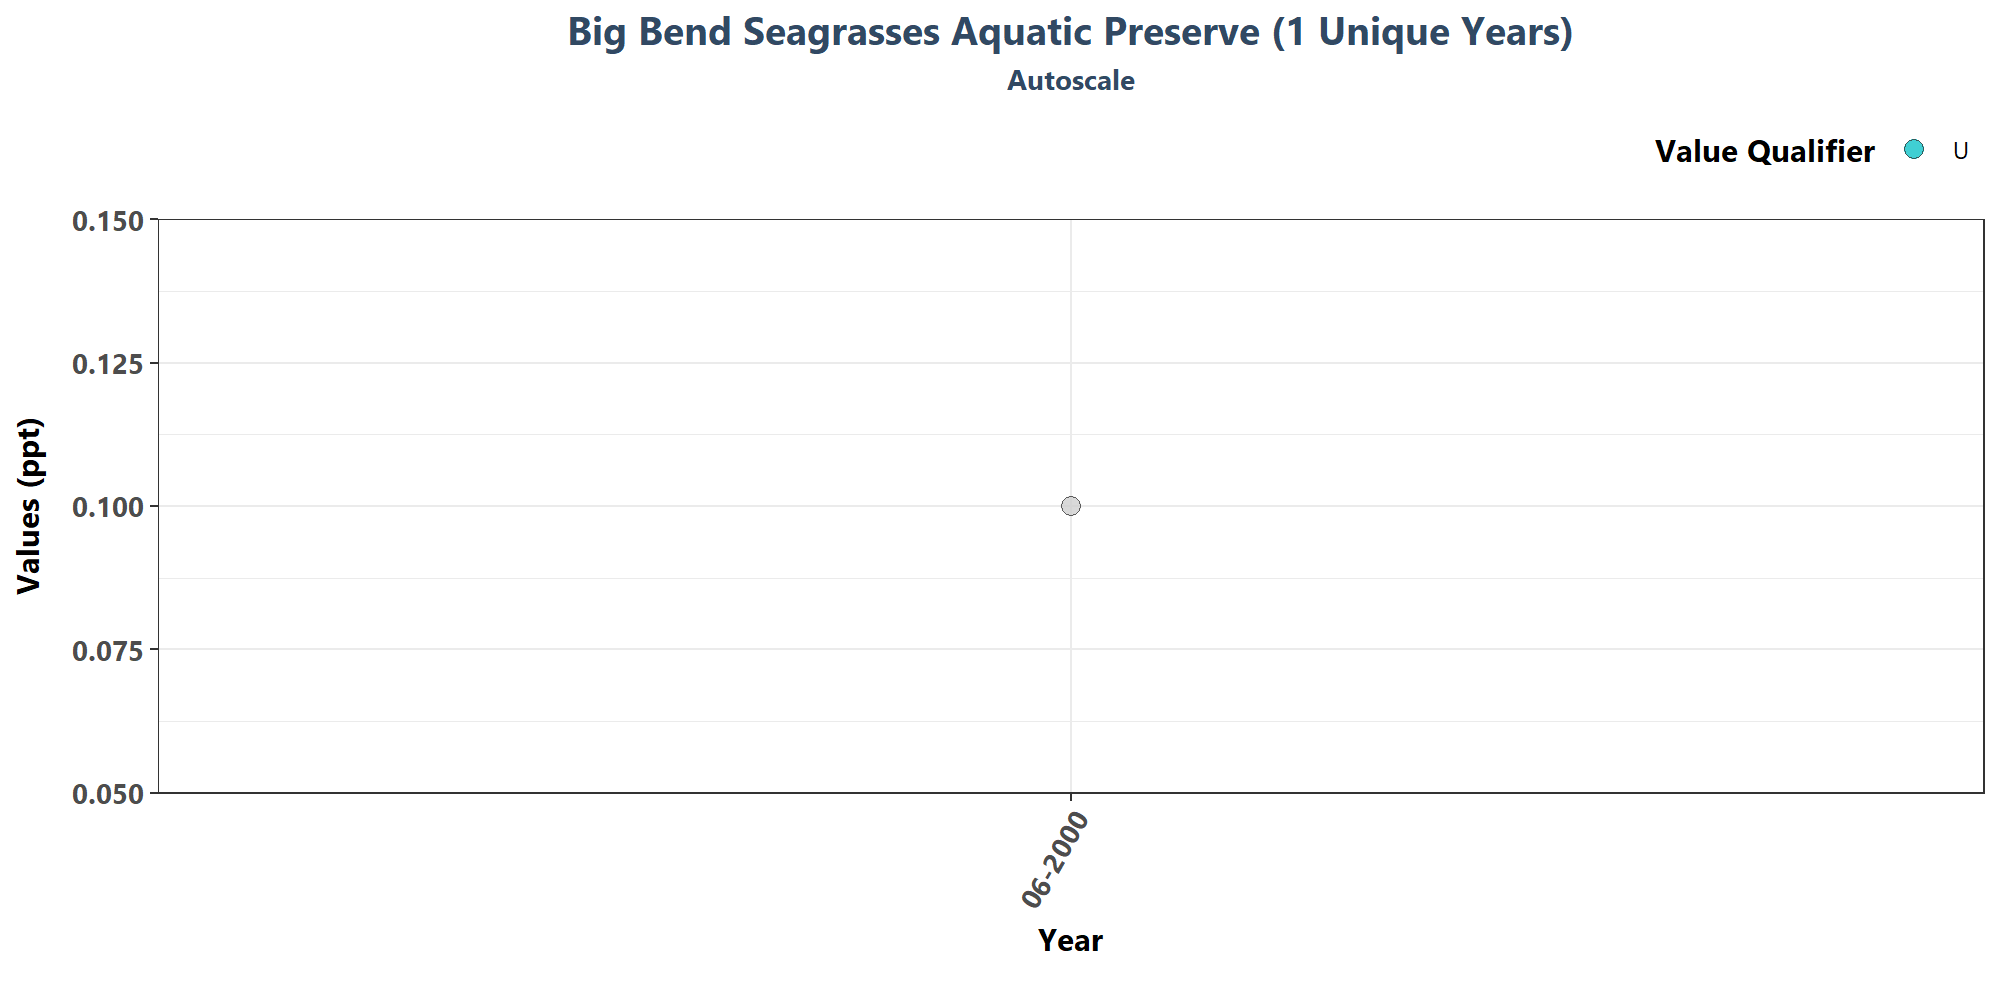 Big Bend Seagrasses Aquatic Preserve (1 Unique Years)
Autoscale
Value Qualifier U
0.150
0.125
0.100
0.075
0.050
Values (ppt)
06-2000
Year